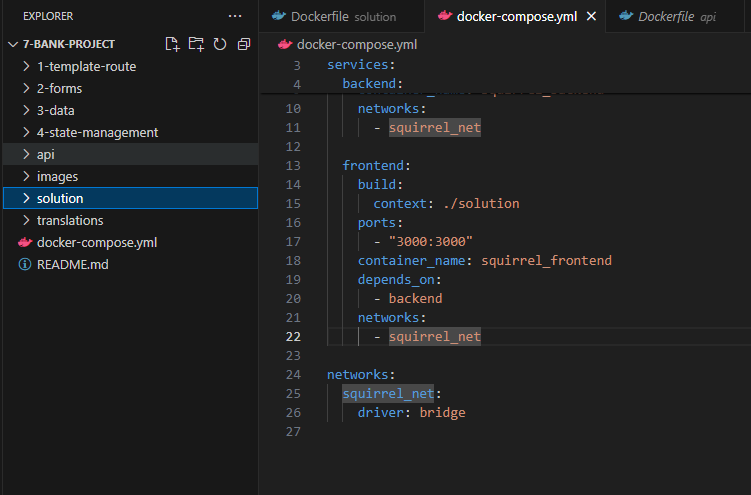 EXPLORER
...
7-BANK-PROJECT
1-template-route
2-forms
3-data
4-state-management
api
images
solution
translations
docker-compose.yml
README.md
Dockerfile solution
docker-compose.yml
Dockerfile api
docker-compose.yml
3 services:
4 backend:
10 networks:
11 - squirrel_net
12
13 frontend:
14 build:
15 context: ./solution
16 ports:
17 - "3000:3000"
18 container_name: squirrel_frontend
19 depends_on:
20 - backend
21 networks:
22 - squirrel_net
23
24 networks:
25 squirrel_net:
26 driver: bridge
27